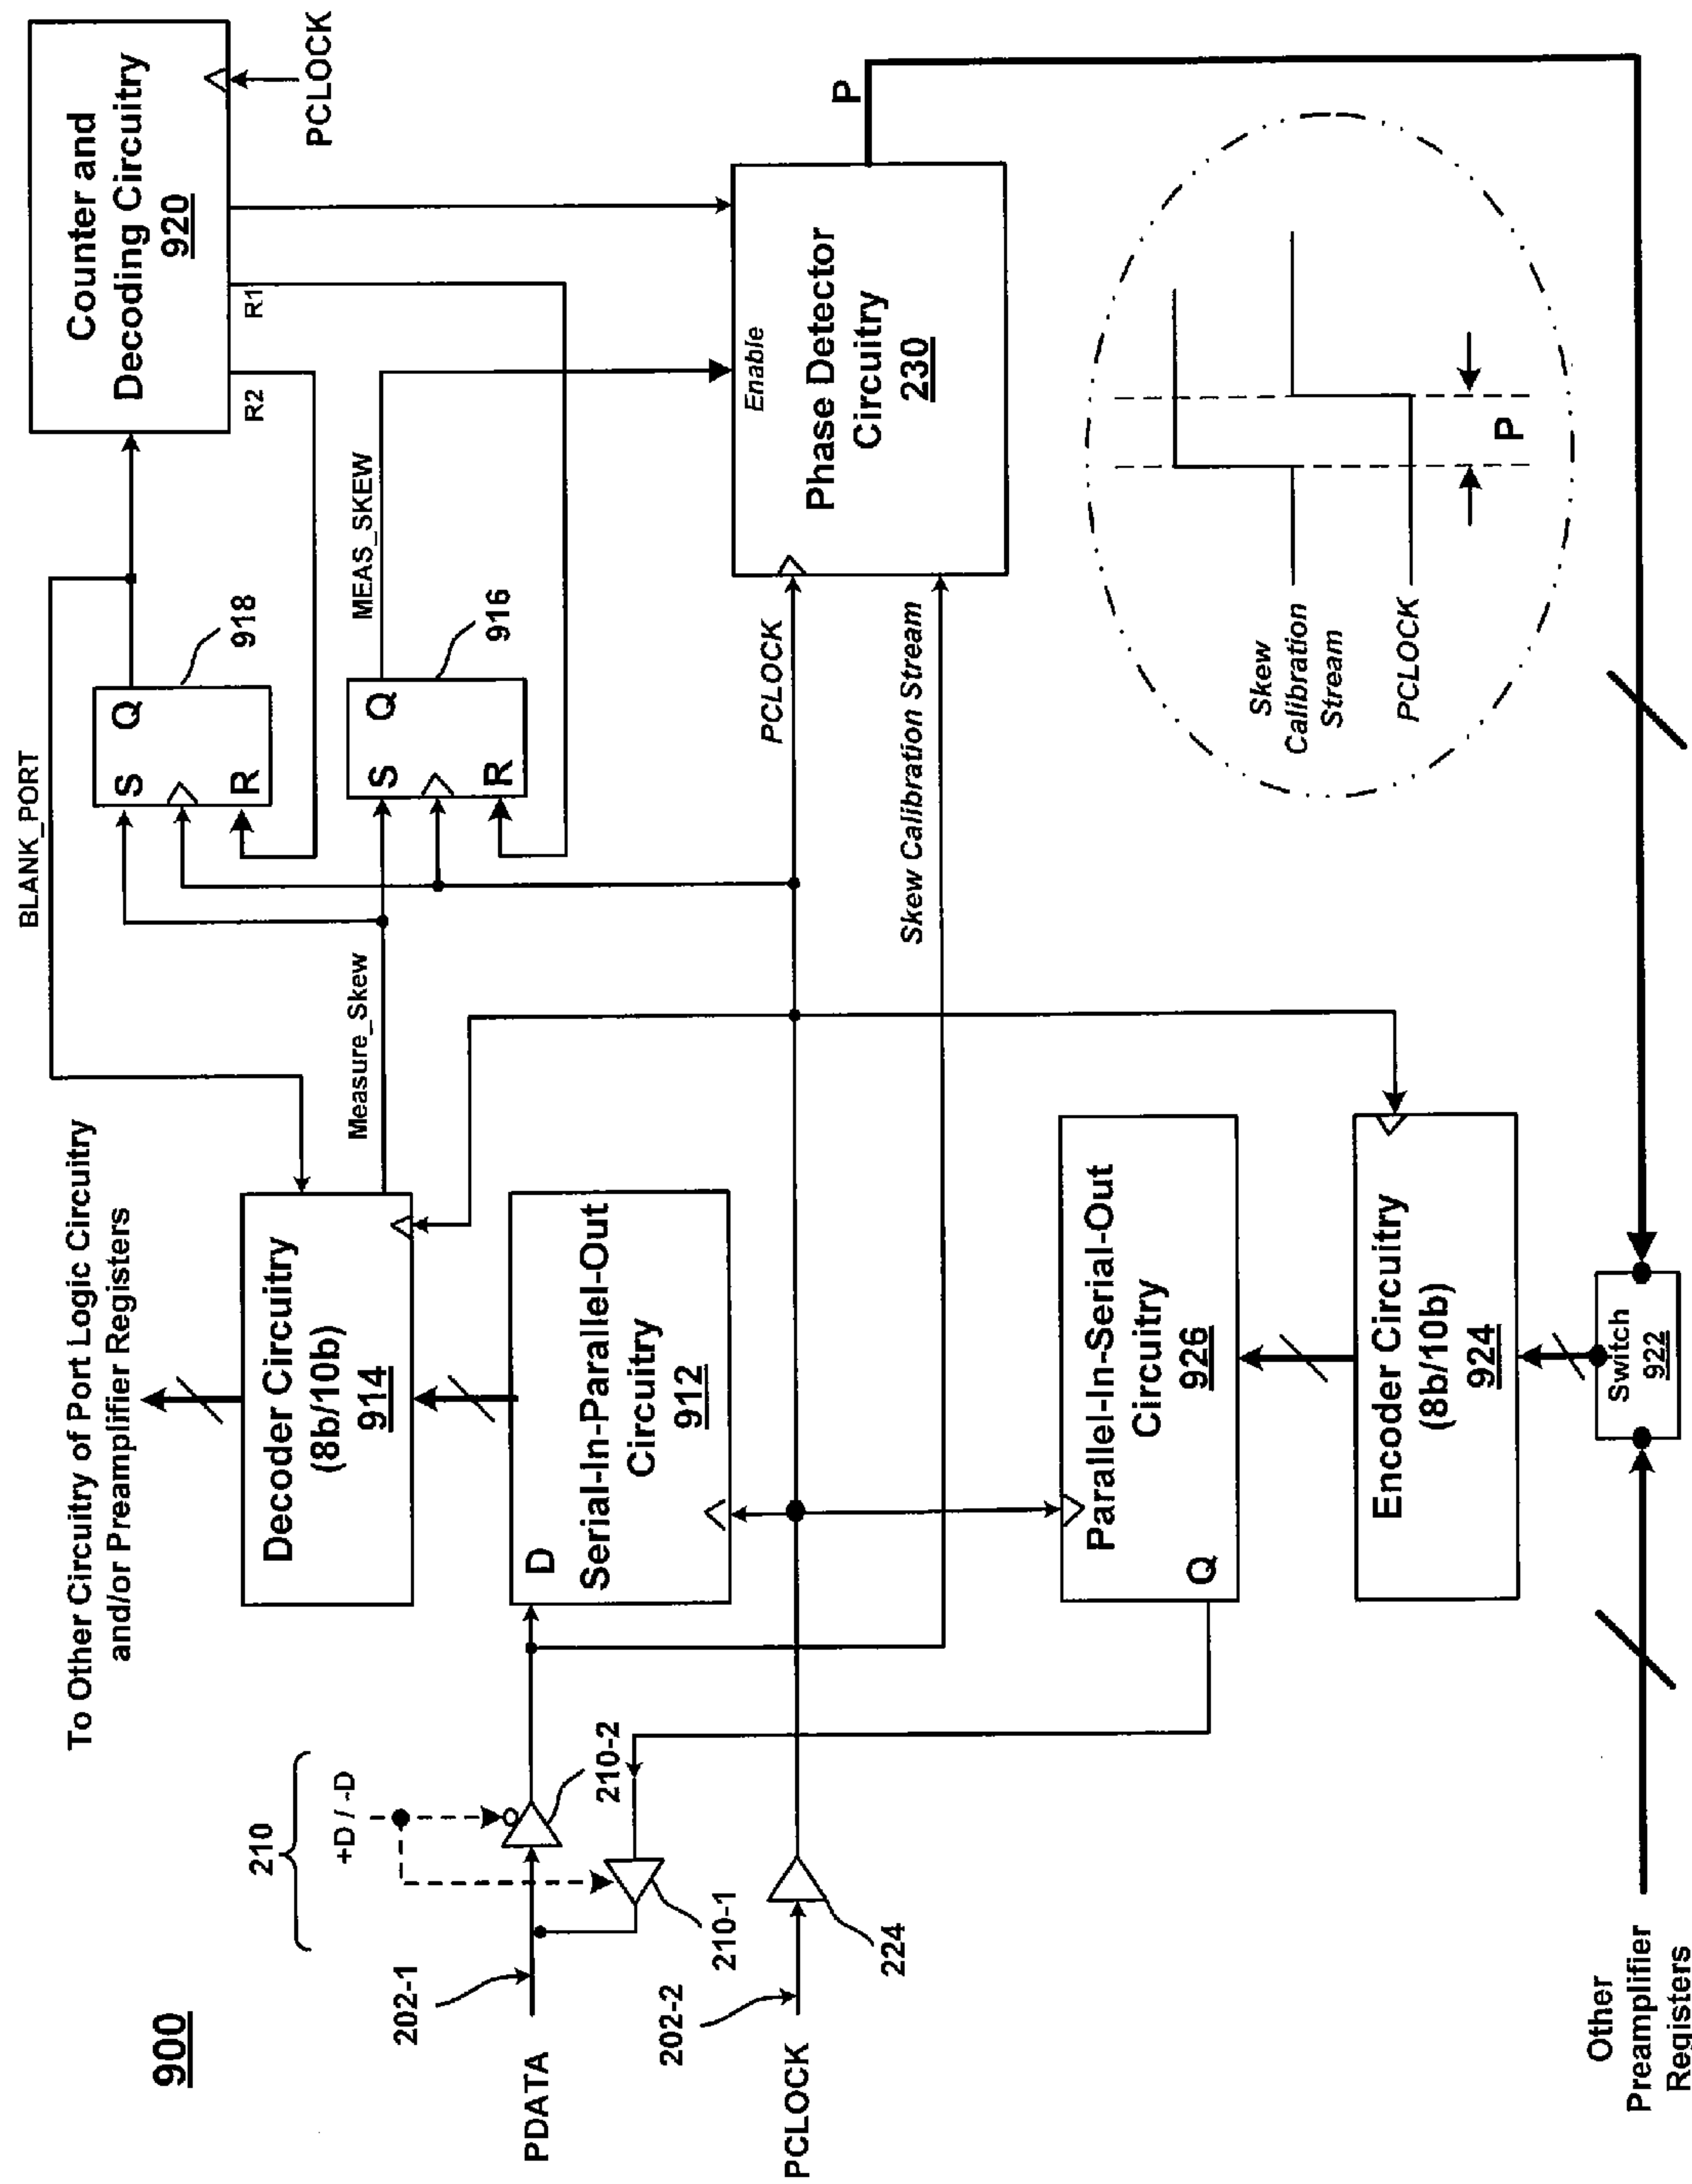 900
To Other Circuitry of Port Logic Circuitry
and/or Preamplifier Registers
BLANK_PORT
Counter and
Decoding Circuitry
920
R2
R1
PCLOCK
S
Q
R
918
Decoder Circuitry
(8b/10b)
914
Measure_Skew
S
Q
R
916
MEAS_SKEW
210
+D / -D
210-2
210-1
202-1
PDATA
D
Serial-In-Parallel-Out
Circuitry
912
PCLOCK
Enable
Phase Detector
Circuitry
230
P
202-2
PCLOCK
224
Skew Calibration Stream
Parallel-In-Serial-Out
Circuitry
926
Q
Skew
Calibration
Stream
PCLOCK
P
Encoder Circuitry
(8b/10b)
924
Switch
922
Other
Preamplifier
Registers